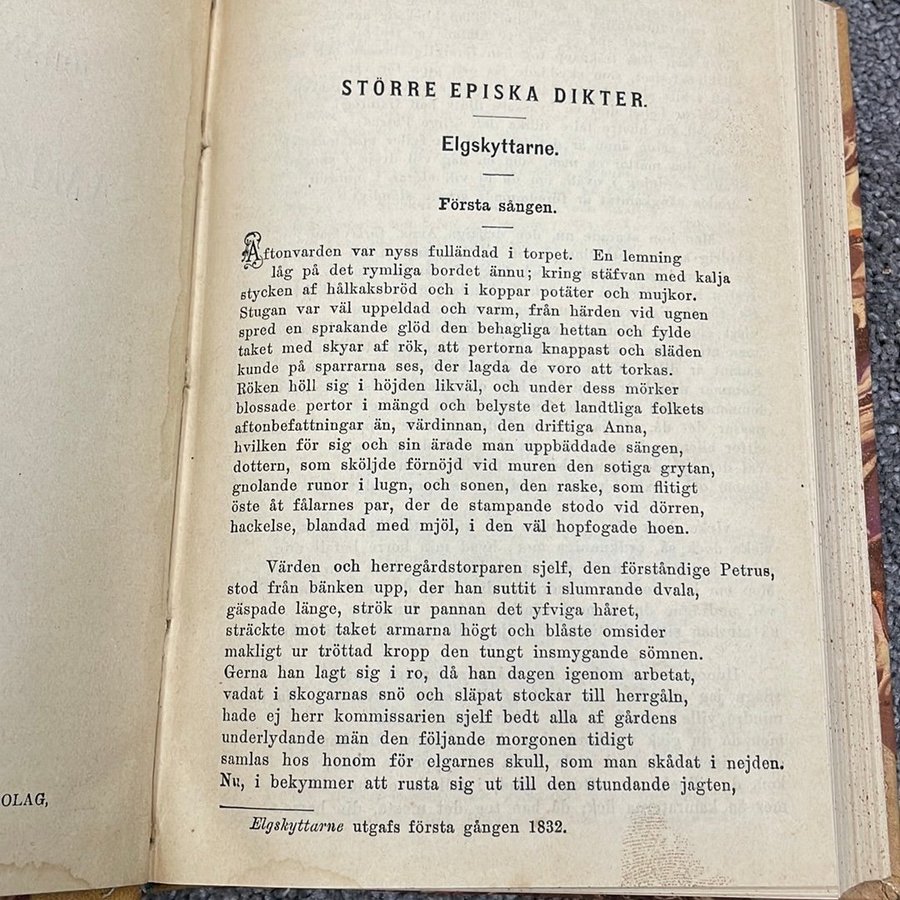 OLAG,
STÖRRE EPISKA DIKTER.
Elgskyttarne.
Första sången.
Aftonvarden var nyss fulländad i torpet. En lemning
låg på det rymliga bordet ännu; kring stäfvan med kalja
stycken af hålkaksbröd och i koppar potäter och mujkor.
Stugan var väl uppeldad och varm, från härden vid ugnen
spred en sprakande glöd den behagliga hettan och fylde
taket med skyar af rök, att pertorna knappast och släden
kunde på sparrarna ses, der lagda de voro att torkas.
Röken höll sig i höjden likväl, och under dess mörker
blossade pertor i mängd och belyste det landtliga folkets
aftonbefattningar än, värdinnan, den driftiga Anna,
hvilken för sig och sin ärade man uppbäddade sängen,
dottern, som sköljde förnöjd vid muren den sotiga grytan,
gnolande runor i lugn, och sonen, den raske, som flitigt
öste åt fålarnes par, der de stampande stodo vid dörren,
hackelse, blandad med mjöl, i den väl hopfogade hoen.
Värden och herregårdstorparen sjelf, den förståndige Petrus,
stod från bänken upp, der han suttit i slumrande dvala,
gäspade länge, strök ur pannan det yfviga håret,
sträckte mot taket armarna högt och blåste omsider
makligt ur tröttad kropp den tungt insmygande sömnen.
Gerna han lagt sig i ro, då han dagen igenom arbetat,
vadat i skogarnas snö och släpat stockar till herrgåln,
hade ej herr kommissarien sjelf bedt alla af gårdens
underlydande män den följande morgonen tidigt
samlas hos honom för elgarnes skull, som man skådat i nejden.
Nu, i bekymmer att rusta sig ut till den stundande jagten,
Elgskyttarne utgafs första gången 1832.